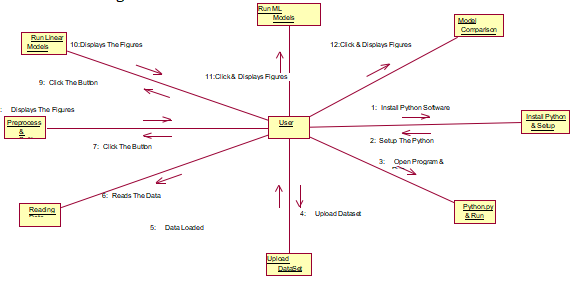 Run ML
Models
Model
Comparison
Run Linear
Models
10:Displays The Figures
12:Click & Displays Figures
9: Click The Button
11:Click & Displays Figures
: Displays The Figures
1: Install Python Software
Preprocess
&
User
Install Python
& Setup
7: Click The Button
2: Setup The Python
3: Open Program &
6: Reads The Data
Reading
4: Upload Dataset
Python.py
& Run
5: Data Loaded
Upload
DataSet